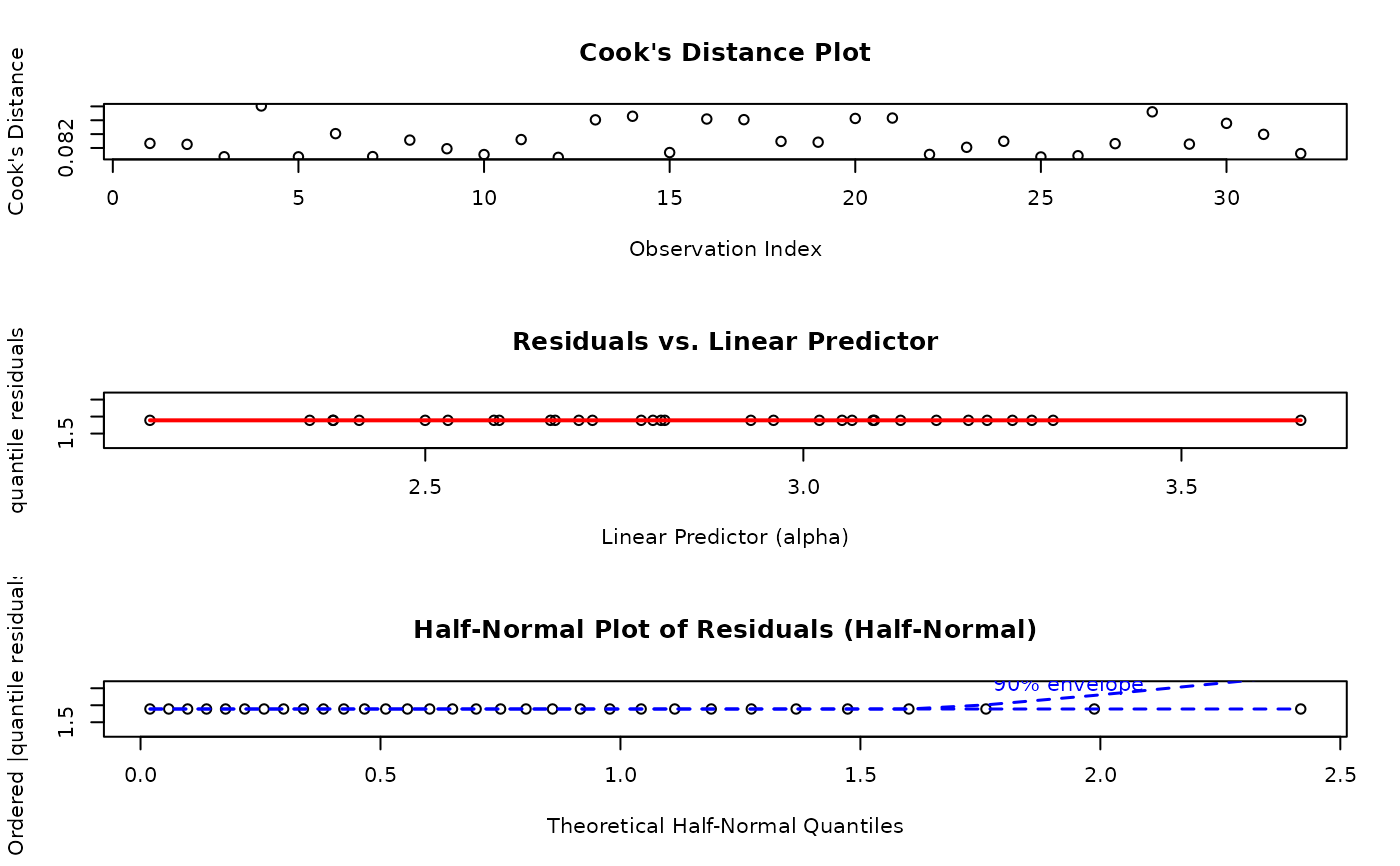 Cook's Distance Plot
Cook's Distance
0.082
0 5 10 15 20 25 30
Observation Index
Residuals vs. Linear Predictor
quantile residuals
1.5
2.5 3.0 3.5
Linear Predictor (alpha)
Half-Normal Plot of Residuals (Half-Normal)
Ordered |quantile residuals
1.5
90% envelope
0.0 0.5 1.0 1.5 2.0 2.5
Theoretical Half-Normal Quantiles